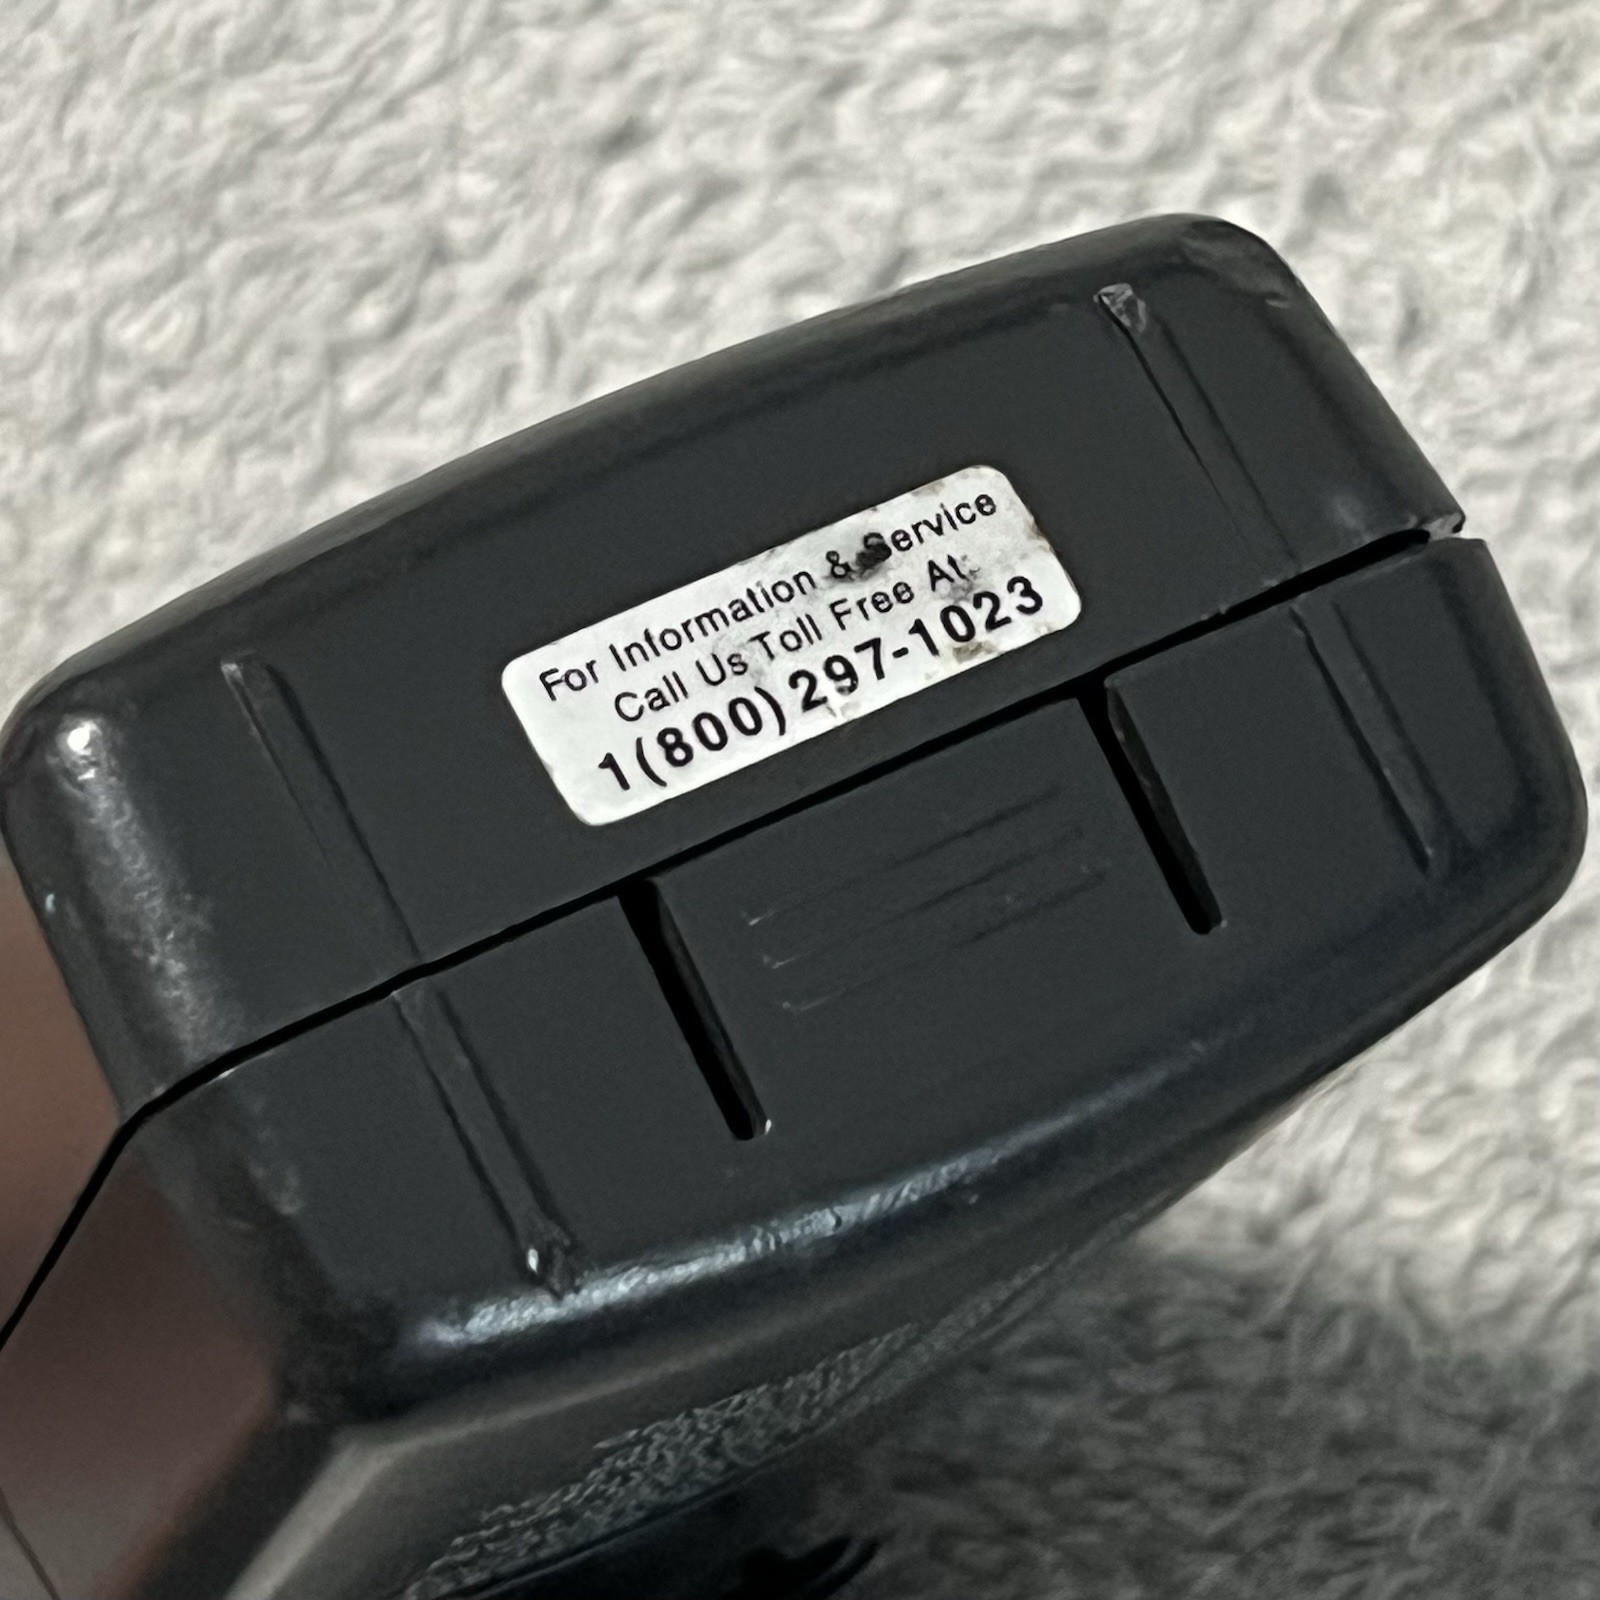 For Information & Service
Call Us Toll Free At:
1(800)297-1023